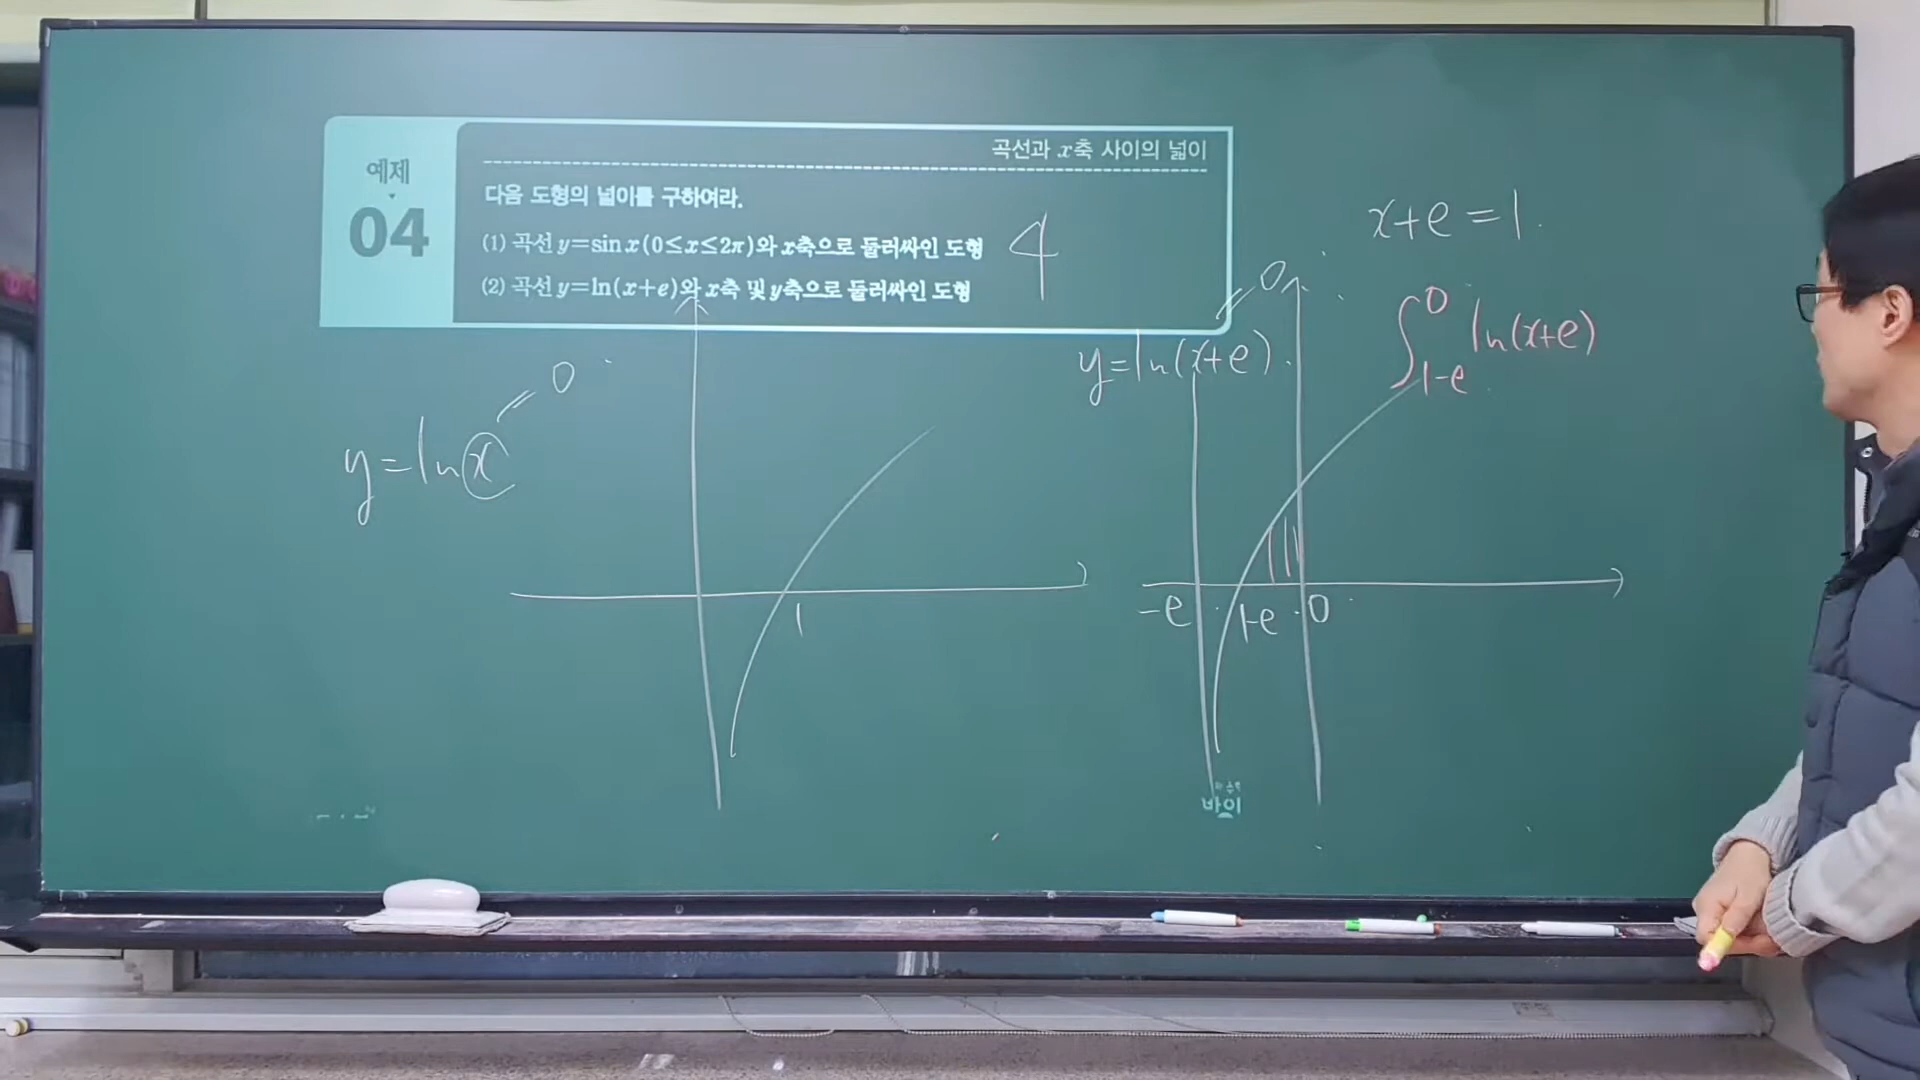 예제
04
곡선과 x축 사이의 넓이
다음 도형의 넓이를 구하여라.
(1) 곡선 y=sin x(0≤x≤2π)와 x축으로 둘러싸인 도형 4
(2) 곡선 y=ln(x+e)와 x축 및 y축으로 둘러싸인 도형
y=ln x
0
1
x+e=1
0
y=ln(x+e)
∫_{1-e}^{0} ln(x+e)
-e 1-e 0